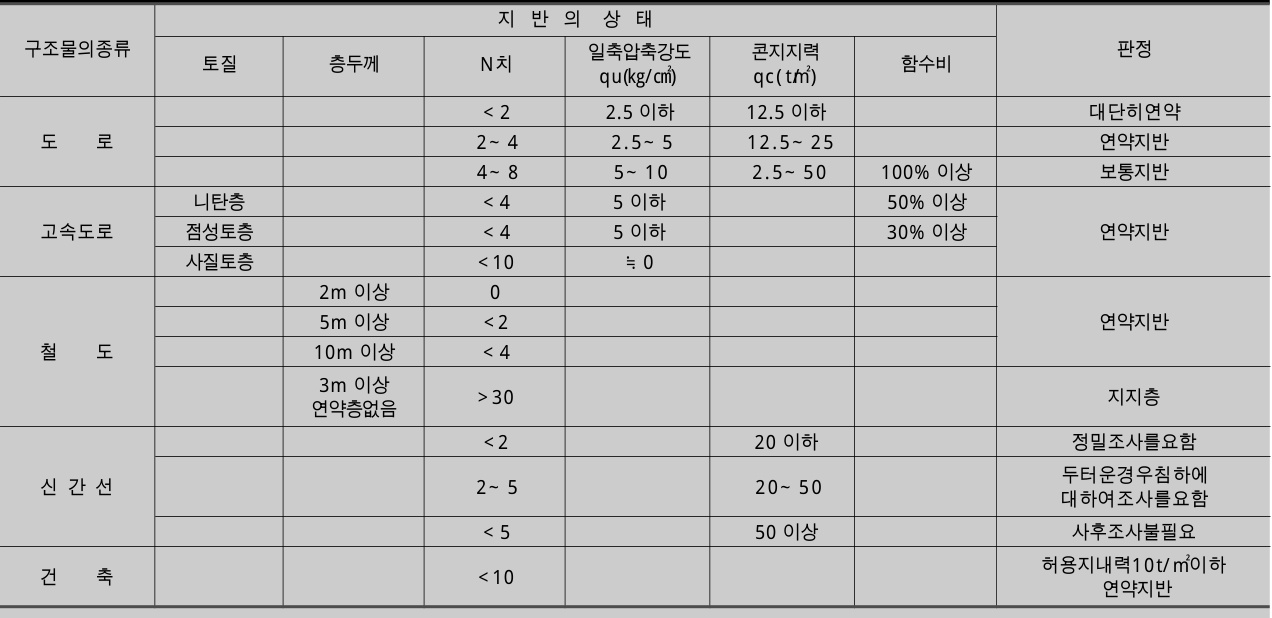 지 반 의 상 태
구조물의종류
토질 층두께 N치 일축압축강도 콘지지력 함수비 판정
qu(kg/㎠) qc( t/㎡)
도 로
< 2 2.5 이하 12.5 이하 대단히연약
2~ 4 2.5~ 5 12.5~ 25 연약지반
4~ 8 5~ 10 2.5~ 50 100% 이상 보통지반
고속도로
니탄층 < 4 5 이하 50% 이상
점성토층 < 4 5 이하 30% 이상 연약지반
사질토층 <10 ≒ 0
철 도
2m 이상 0
5m 이상 <2 연약지반
10m 이상 < 4
3m 이상
연약층없음 >30 지지층
신 간 선
<2 20 이하 정밀조사를요함
2~ 5 20~ 50 두터운경우침하에
대하여조사를요함
< 5 50 이상 사후조사불필요
건 축 <10 허용지내력10t/㎡이하
연약지반